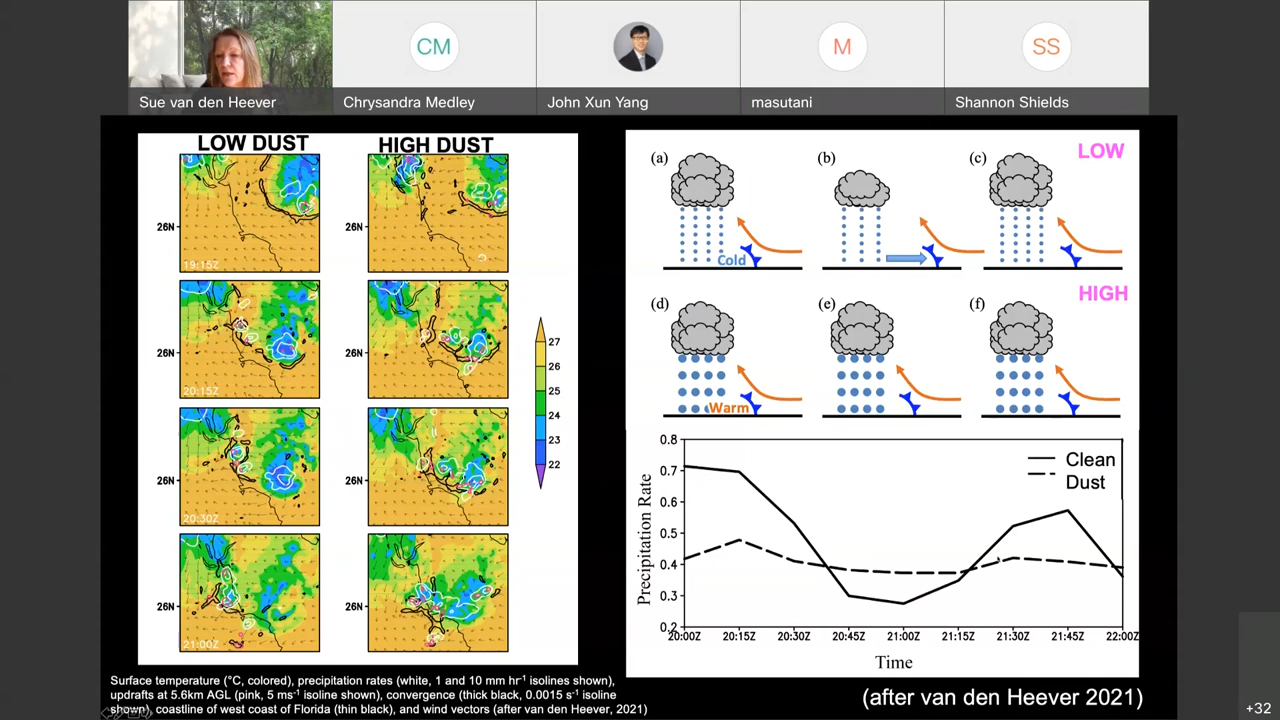 CM
M
SS
Sue van den Heever
Chrysandra Medley
John Xun Yang
masutani
Shannon Shields
LOW DUST
HIGH DUST
26N
19:15Z
26N
26N
20:15Z
26N
26N
20:30Z
26N
26N
21:00Z
26N
27
26
25
24
23
22
Surface temperature (°C, colored), precipitation rates (white, 1 and 10 mm hr-1 isolines shown),
updrafts at 5.6km AGL (pink, 5 ms-1 isoline shown), convergence (thick black, 0.0015 s-1 isoline
shown), coastline of west coast of Florida (thin black), and wind vectors (after van den Heever, 2021)
(a)
(b)
(c)
LOW
Cold
HIGH
(d)
(e)
(f)
Warm
Precipitation Rate
0.8
0.7
0.6
0.5
0.4
0.3
0.2
Clean
Dust
20:00Z
20:15Z
20:30Z
20:45Z
21:00Z
21:15Z
21:30Z
21:45Z
22:00Z
Time
(after van den Heever 2021)
+32